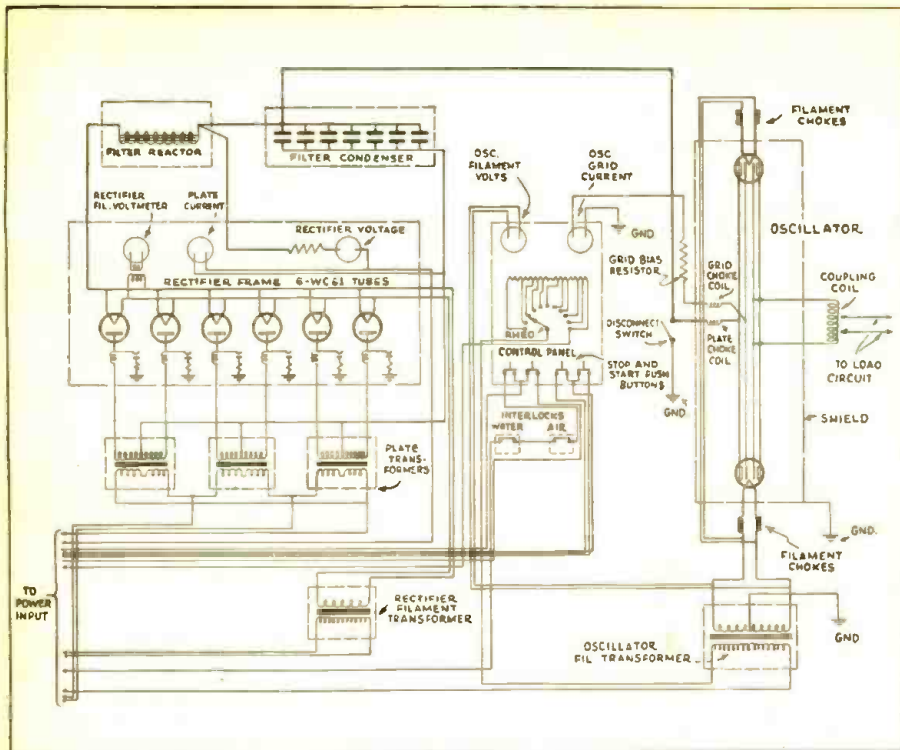 FILTER REACTOR
FILTER CONDENSER
FILAMENT
CHOKES
RECTIFIER
FIL. VOLTMETER
PLATE
CURRENT
RECTIFIER VOLTAGE
OSC.
FILAMENT
VOLTS
OSC
GRID
CURRENT
GND
OSCILLATOR
RECTIFIER FRAME 6-WC61 TUBES
GRID BIAS
RESISTOR
GRID
CHOKE
COIL
COUPLING
COIL
RHEO
DISCONNECT
SWITCH
PLATE
CHOKE
COIL
CONTROL PANEL
STOP AND
START PUSH
BUTTONS
TO LOAD
CIRCUIT
GND.
INTERLOCKS
WATER AIR
SHIELD
PLATE
TRANS-
FORMERS
GND.
FILAMENT
CHOKES
TO
POWER
INPUT
RECTIFIER
FILAMENT
TRANSFORMER
GND
OSCILLATOR
FIL TRANSFORMER